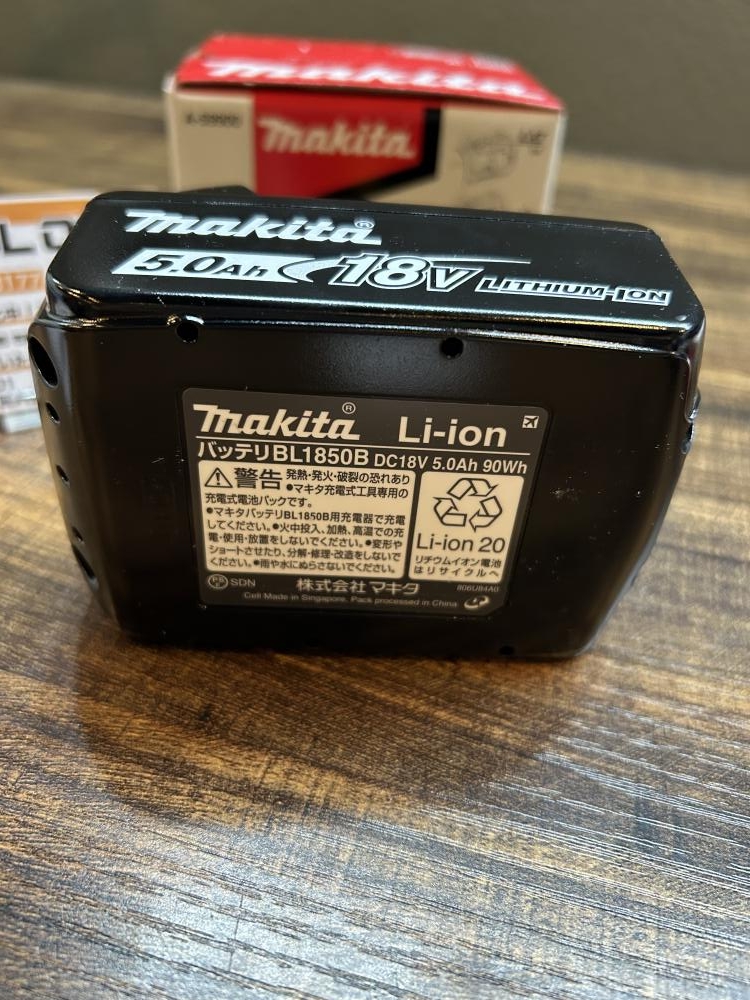 makita
A-59900
makita
LO
makita®
5.0Ah 18V LITHIUM-ION
makita® Li-ion
バッテリBL1850B DC18V 5.0Ah 90Wh
警告 発熱・発火・破裂の恐れあり
●マキタ充電式工具専用の
充電式電池パックです。
●マキタバッテリBL1850B用充電器で充電
してください。●火中投入、加熱、高温での充
電・使用・放置をしないでください。●変形や
ショートさせたり、分解・修理・改造をしないで
ください。●雨や水にぬらさないでください。
Li-ion 20
リチウムイオン電池
はリサイクルへ
PS E SDN 株式会社マキタ
806U84A0
Cell Made in Singapore. Pack processed in China